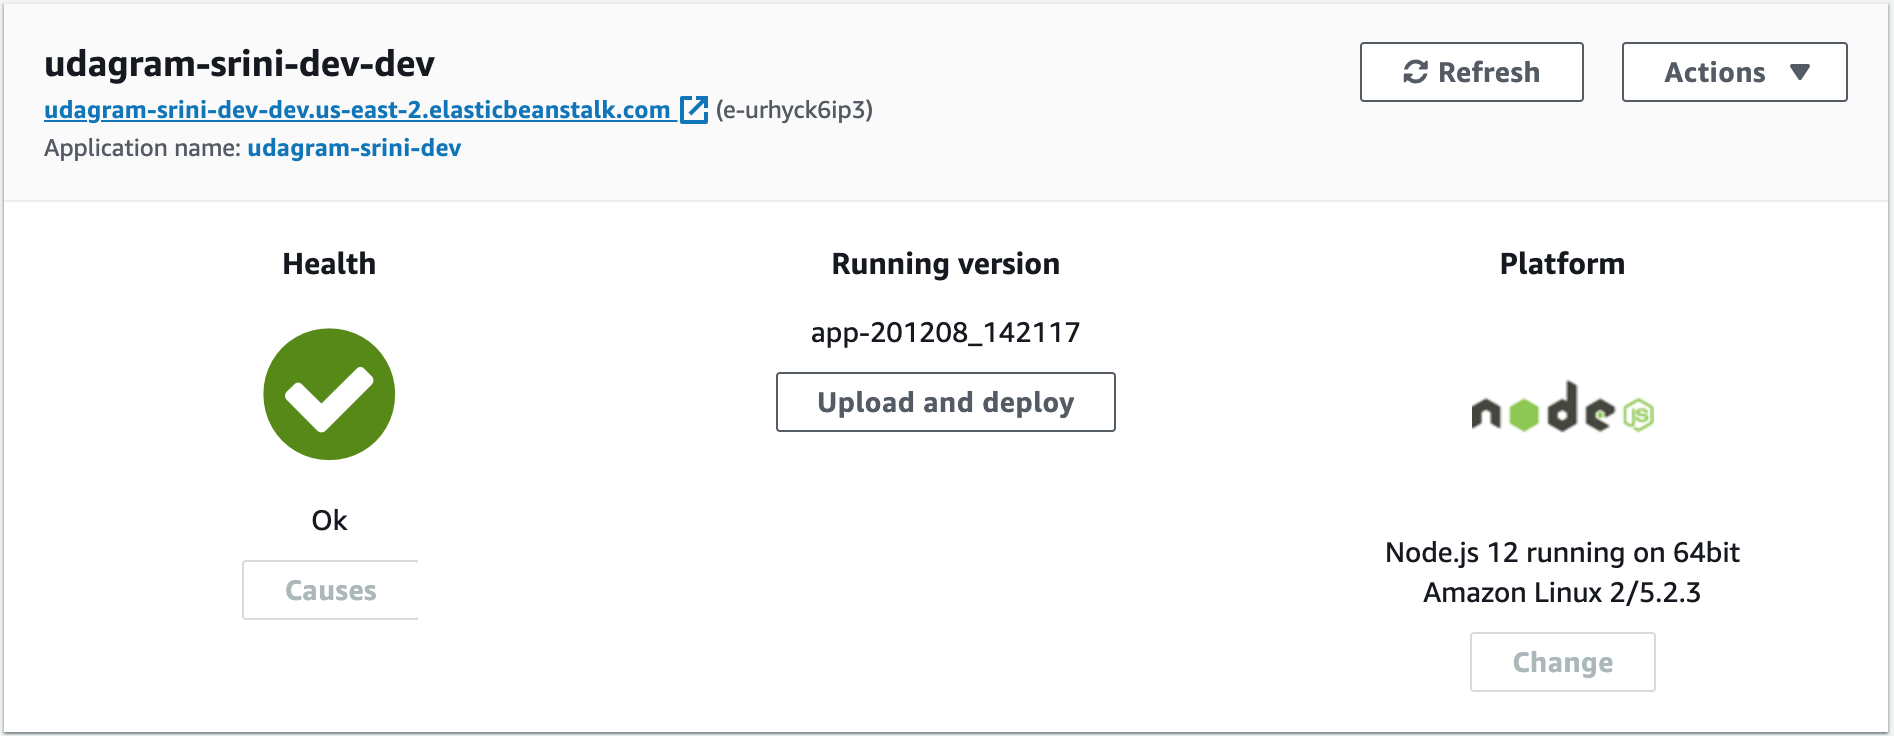 udagram-srini-dev-dev
Refresh
Actions
udagram-srini-dev-dev.us-east-2.elasticbeanstalk.com (e-urhyck6ip3)
Application name: udagram-srini-dev
Health
Running version
Platform
app-201208_142117
Upload and deploy
node JS
Ok
Causes
Node.js 12 running on 64bit
Amazon Linux 2/5.2.3
Change